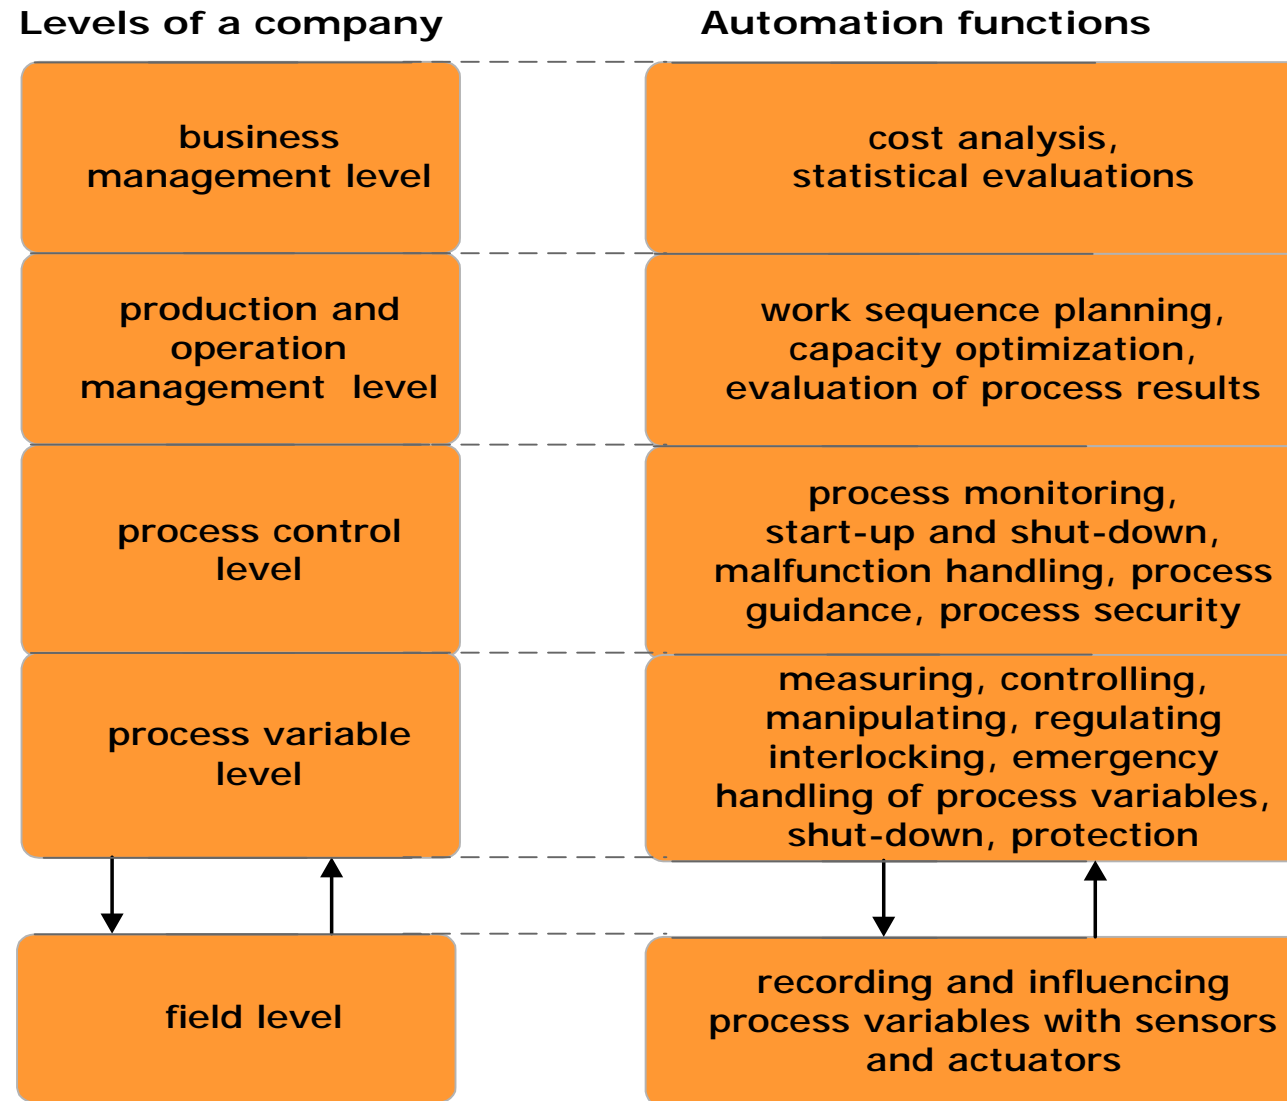 Levels of a company
Automation functions
business
management level
cost analysis,
statistical evaluations
production and
operation
management level
work sequence planning,
capacity optimization,
evaluation of process results
process control
level
process monitoring,
start-up and shut-down,
malfunction handling, process
guidance, process security
process variable
level
measuring, controlling,
manipulating, regulating
interlocking, emergency
handling of process variables,
shut-down, protection
field level
recording and influencing
process variables with sensors
and actuators